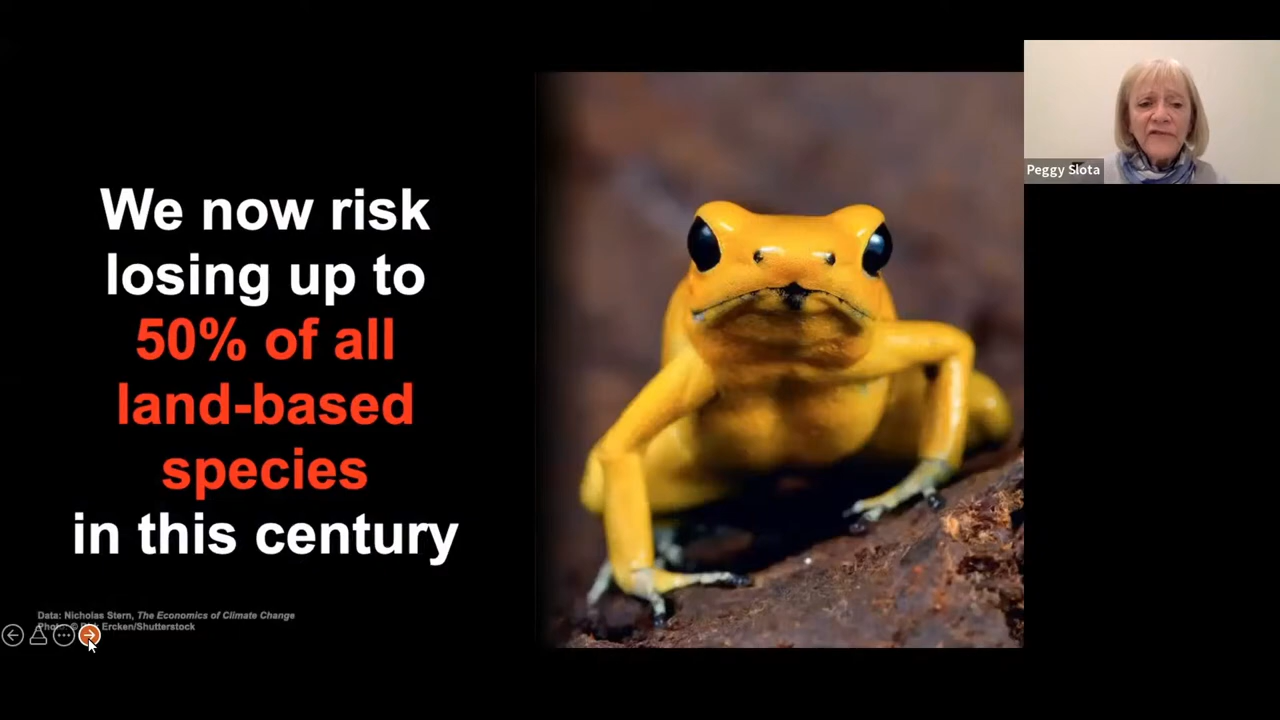 We now risk
losing up to
50% of all
land-based
species
in this century
Data: Nicholas Stern, The Economics of Climate Change
Ercken/Shutterstock
Peggy Slota